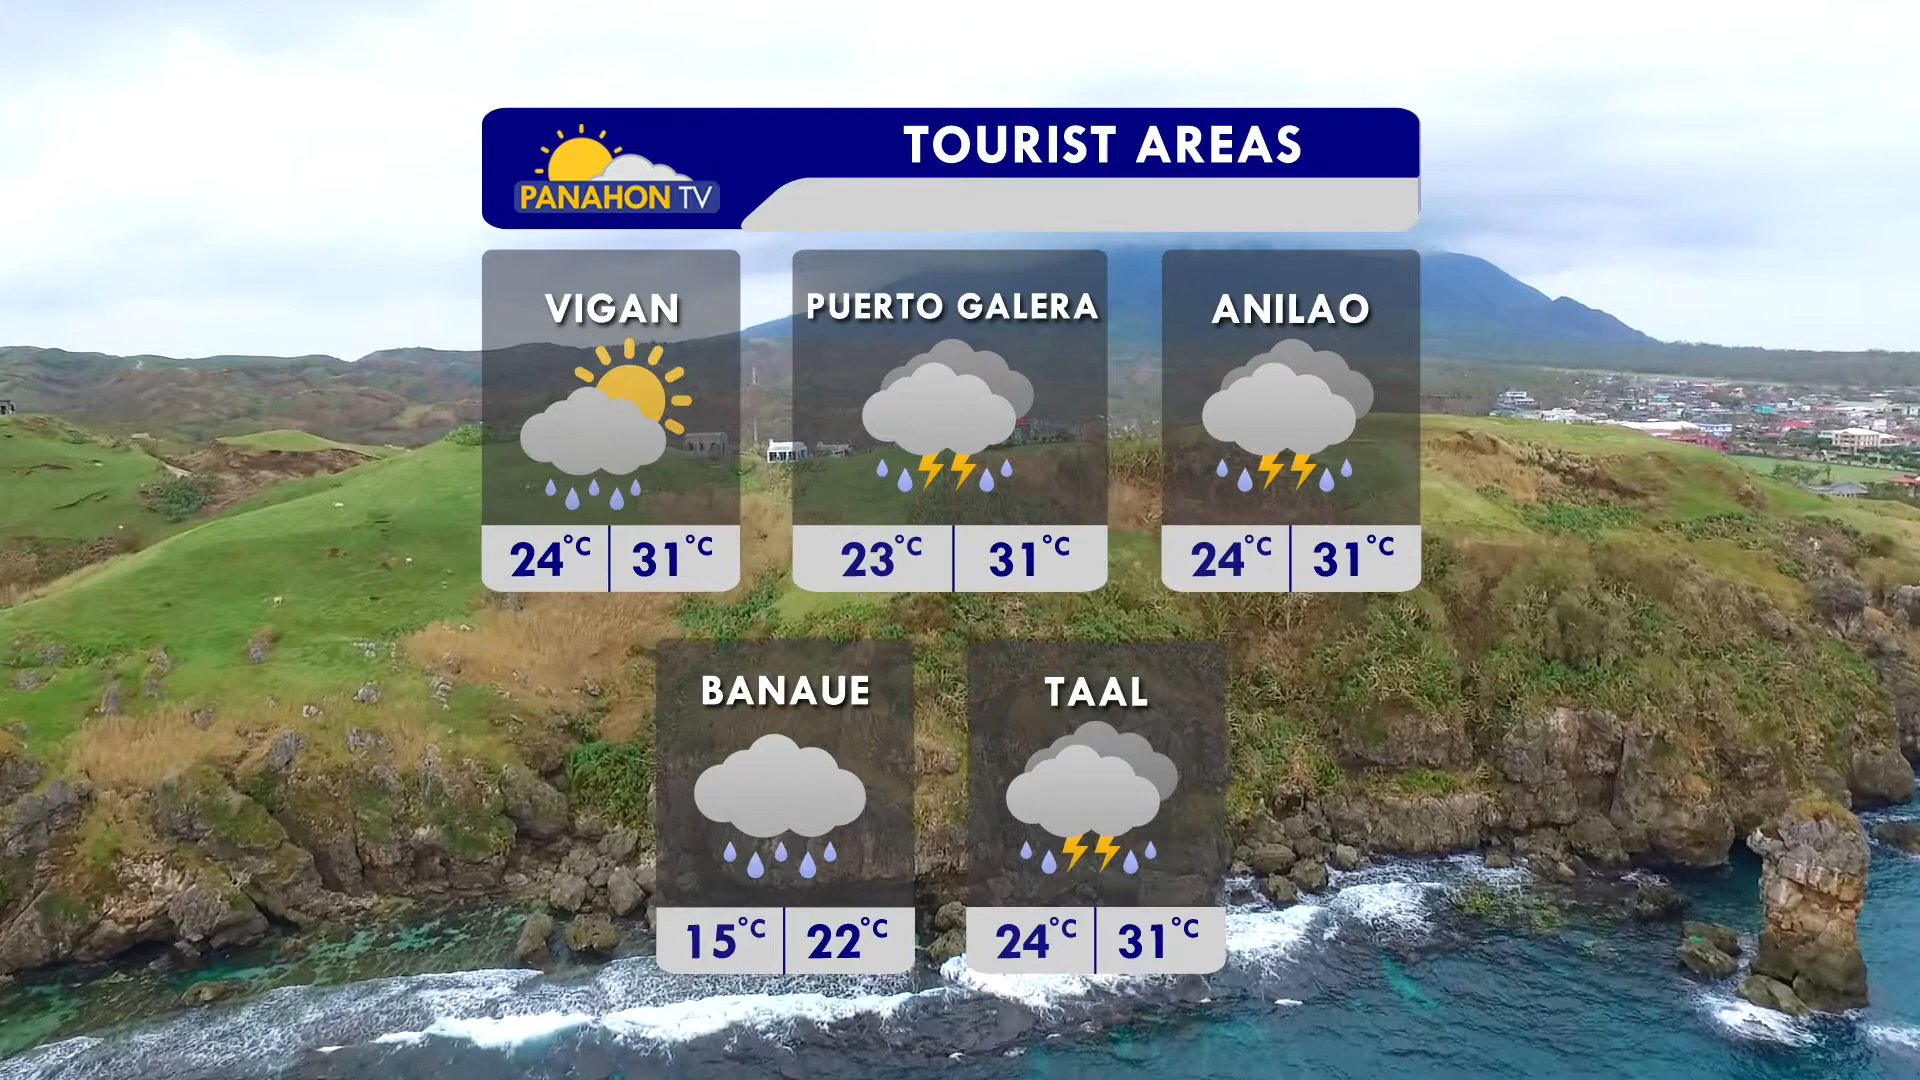 PANAHON TV
TOURIST AREAS
VIGAN
24°C 31°C
PUERTO GALERA
23°C 31°C
ANILAO
24°C 31°C
BANAUE
15°C 22°C
TAAL
24°C 31°C